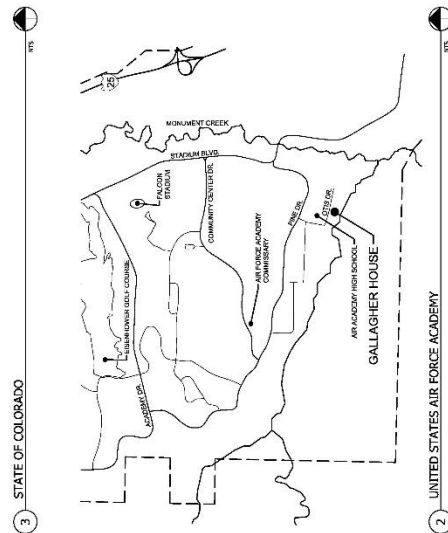 3
STATE OF COLORADO
NTS
25
MONUMENT CREEK
STADIUM BLVD.
FALCON
STADIUM
COMMUNITY CENTER DR.
EISENHOWER GOLF COURSE
ACADEMY DR.
PINE DR.
OTIS DR.
AIR FORCE ACADEMY
COMMISSARY
AIR ACADEMY HIGH SCHOOL
GALLAGHER HOUSE
2
UNITED STATES AIR FORCE ACADEMY
NTS